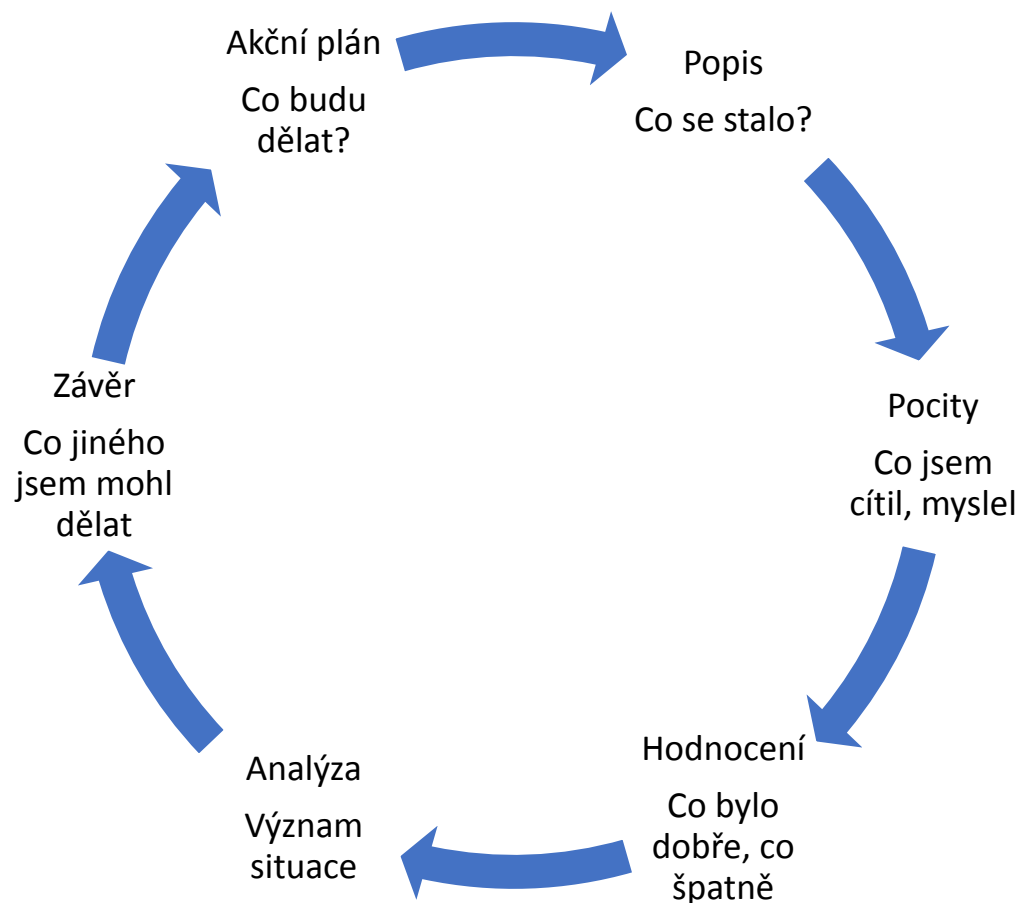 Akční plán
Co budu
dělat?
Popis
Co se stalo?
Pocity
Co jsem
cítil, myslel
Hodnocení
Co bylo
dobře, co
špatně
Analýza
Význam
situace
Závěr
Co jiného
jsem mohl
dělat